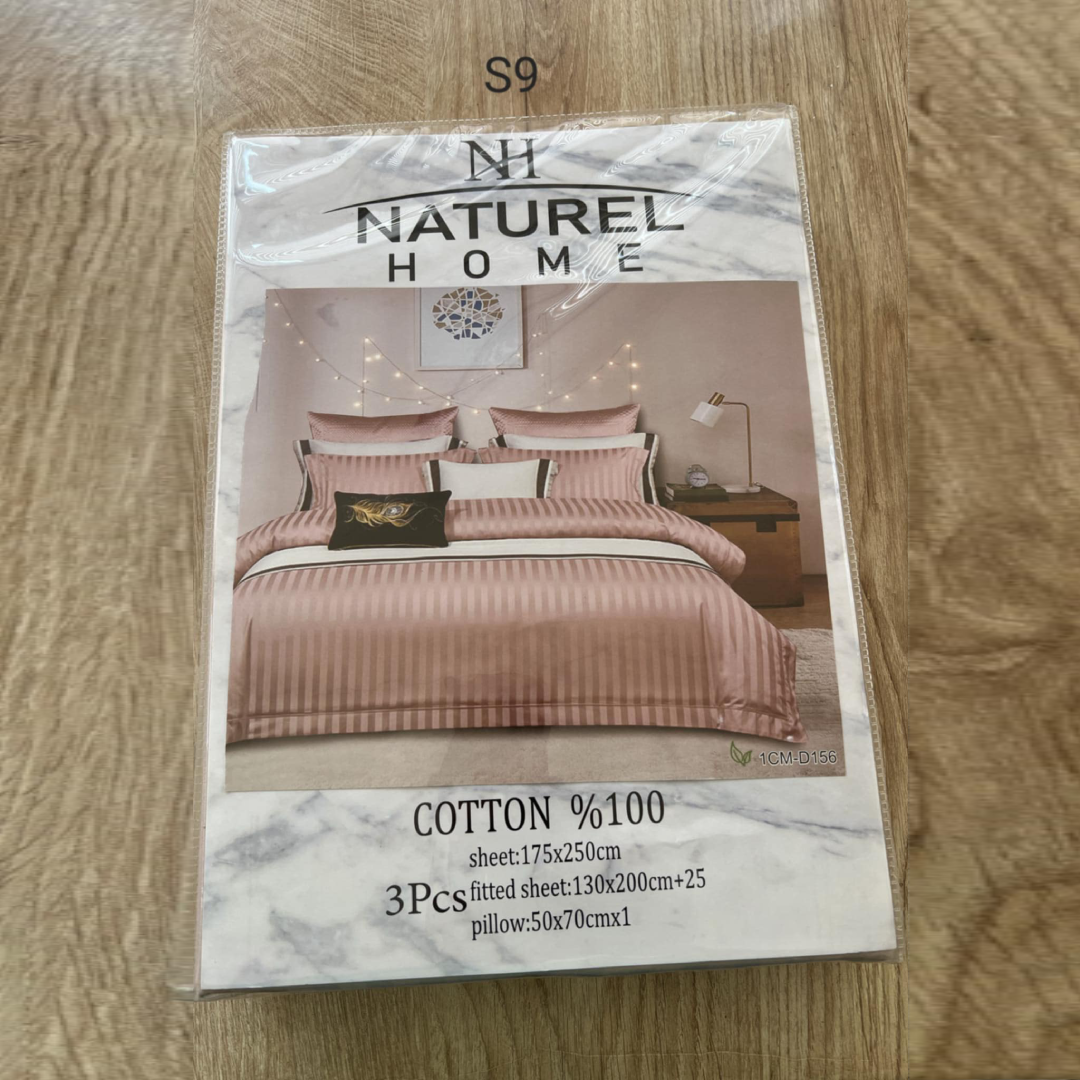 S9
NH
NATUREL
HOME
1CM-D156
COTTON %100
sheet:175x250cm
3Pcs fitted sheet:130x200cm+25
pillow:50x70cmx1